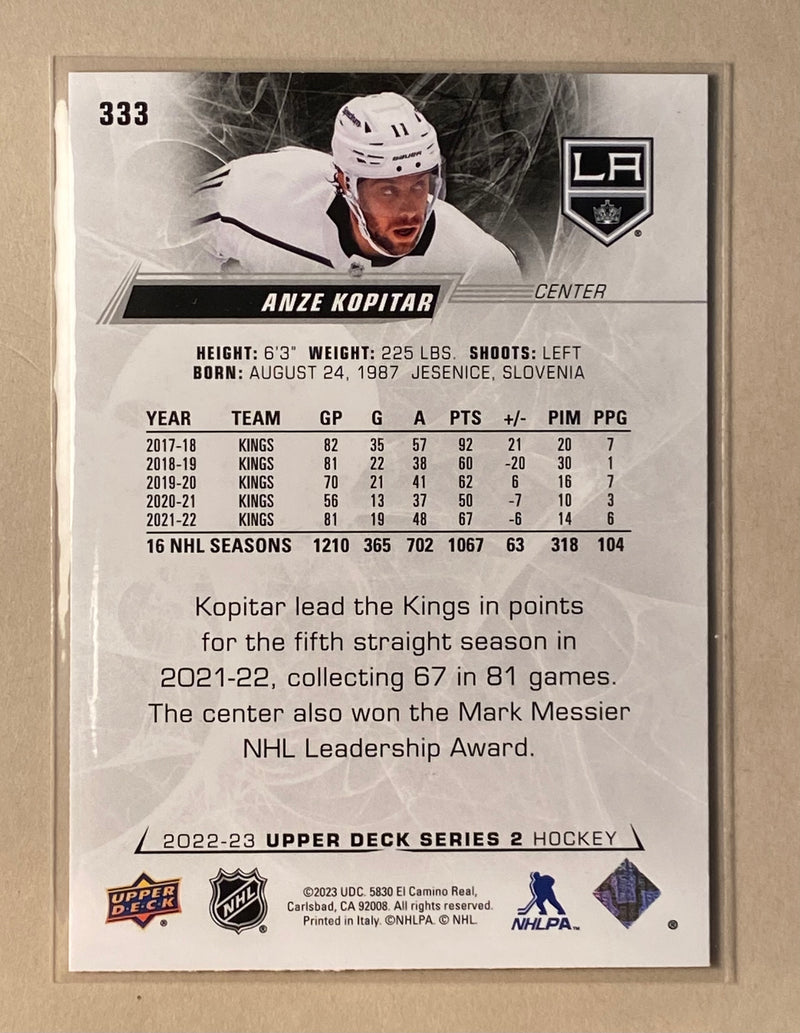 333
11
BAUER
LA
ANZE KOPITAR
CENTER
HEIGHT: 6'3" WEIGHT: 225 LBS. SHOOTS: LEFT
BORN: AUGUST 24, 1987 JESENICE, SLOVENIA
YEAR TEAM GP G A PTS +/- PIM PPG
2017-18 KINGS 82 35 57 92 21 20 7
2018-19 KINGS 81 22 38 60 -20 30 1
2019-20 KINGS 70 21 41 62 6 16 7
2020-21 KINGS 56 13 37 50 -7 10 3
2021-22 KINGS 81 19 48 67 -6 14 6
16 NHL SEASONS 1210 365 702 1067 63 318 104
Kopitar lead the Kings in points
for the fifth straight season in
2021-22, collecting 67 in 81 games.
The center also won the Mark Messier
NHL Leadership Award.
2022-23 UPPER DECK SERIES 2 HOCKEY
UPPER
D·E·C·K
®
NHL
®
©2023 UDC. 5830 El Camino Real,
Carlsbad, CA 92008. All rights reserved.
Printed in Italy. ©NHLPA. © NHL.
NHLPA™
®